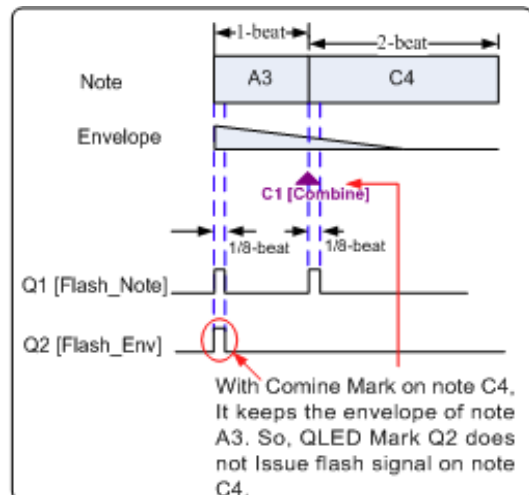 1-beat
2-beat
Note
A3
C4
Envelope
C1 [Combine]
1/8-beat
1/8-beat
Q1 [Flash_Note]
Q2 [Flash_Env]
With Comine Mark on note C4,
It keeps the envelope of note
A3. So, QLED Mark Q2 does
not Issue flash signal on note
C4.